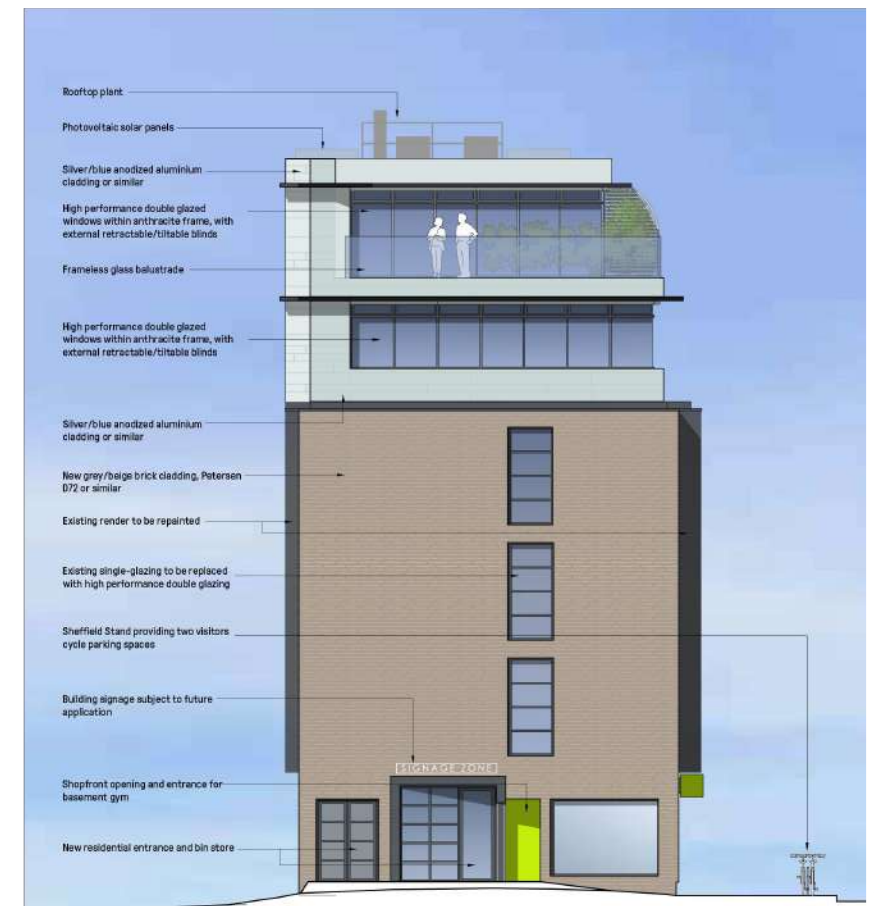 Rooftop plant
Photovoltaic solar panels
Silver/blue anodized aluminium
cladding or similar
High performance double glazed
windows within anthracite frame, with
external retractable/tiltable blinds
Frameless glass balustrade
High performance double glazed
windows within anthracite frame, with
external retractable/tiltable blinds
Silver/blue anodized aluminium
cladding or similar
New grey/beige brick cladding, Petersen
D72 or similar
Existing render to be repainted
Existing single-glazing to be replaced
with high performance double glazing
Sheffield Stand providing two visitors
cycle parking spaces
Building signage subject to future
application
SIGNAGE ZONE
Shopfront opening and entrance for
basement gym
New residential entrance and bin store